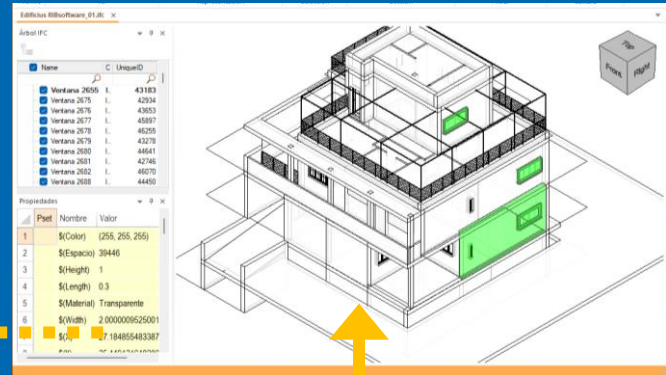 Edificius RIBsoftware_01.ifc ×
Árbol IFC
Name C UniqueID
Ventana 2655 I.. 43183
Ventana 2675 I.. 42934
Ventana 2676 I.. 43653
Ventana 2677 I.. 45897
Ventana 2678 I.. 46255
Ventana 2679 I.. 43278
Ventana 2680 I.. 44641
Ventana 2681 I.. 42746
Ventana 2682 I.. 46070
Ventana 2688 I.. 44450
Top
Front Right
Propiedades
Pset Nombre Valor
1 $(Color) (255, 255, 255)
2 $(Espacio) 39446
3 $(Height) 1
4 $(Length) 0.3
5 $(Material) Transparente
6 $(Width) 2.0000009525001
27.184855483387